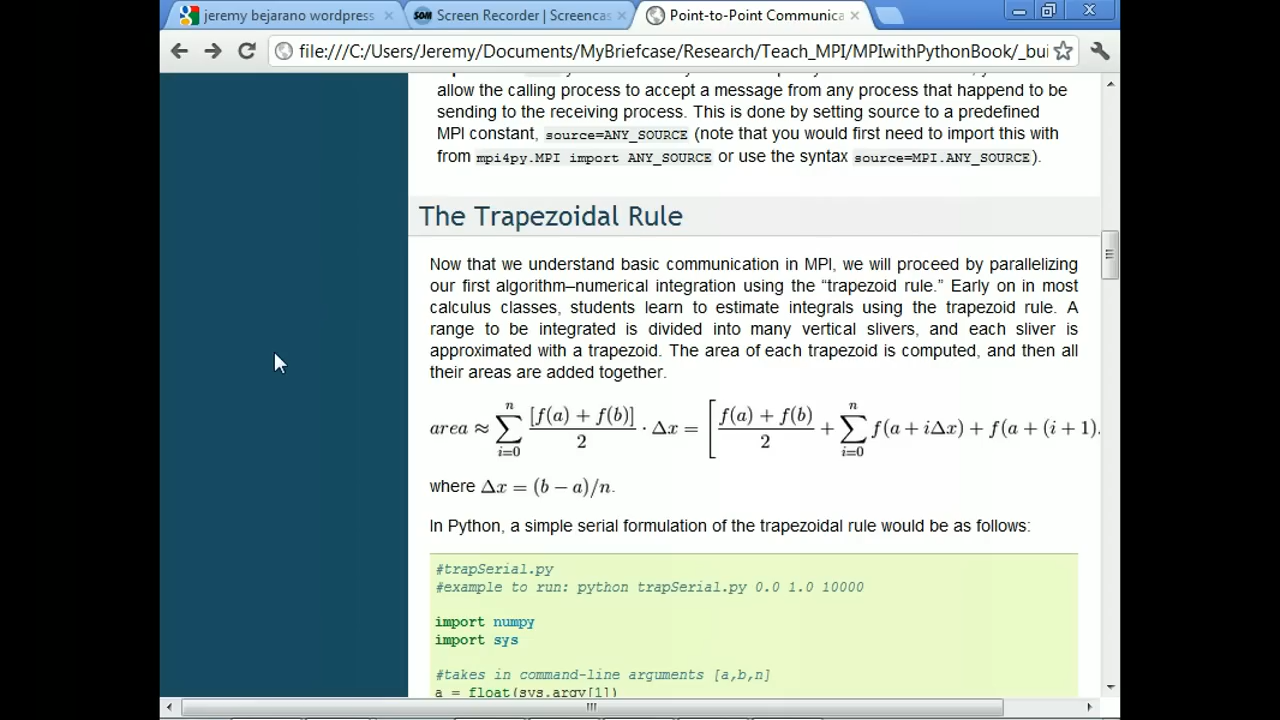 jeremy bejarano wordpress
Screen Recorder | Screencas
Point-to-Point Communica
file:///C:/Users/Jeremy/Documents/MyBriefcase/Research/Teach_MPI/MPIwithPythonBook/_bui
allow the calling process to accept a message from any process that happend to be
sending to the receiving process. This is done by setting source to a predefined
MPI constant, source=ANY_SOURCE (note that you would first need to import this with
from mpi4py.MPI import ANY_SOURCE or use the syntax source=MPI.ANY_SOURCE).
The Trapezoidal Rule
Now that we understand basic communication in MPI, we will proceed by parallelizing
our first algorithm–numerical integration using the “trapezoid rule.” Early on in most
calculus classes, students learn to estimate integrals using the trapezoid rule. A
range to be integrated is divided into many vertical slivers, and each sliver is
approximated with a trapezoid. The area of each trapezoid is computed, and then all
their areas are added together.
area ≈ ∑_{i=0}^{n} [f(a) + f(b)]/2 · Δx = [ (f(a) + f(b))/2 + ∑_{i=0}^{n} f(a + iΔx) + f(a + (i + 1).
where Δx = (b − a)/n.
In Python, a simple serial formulation of the trapezoidal rule would be as follows:
#trapSerial.py
#example to run: python trapSerial.py 0.0 1.0 10000
import numpy
import sys
#takes in command-line arguments [a,b,n]
a = float(sys.argv[1])